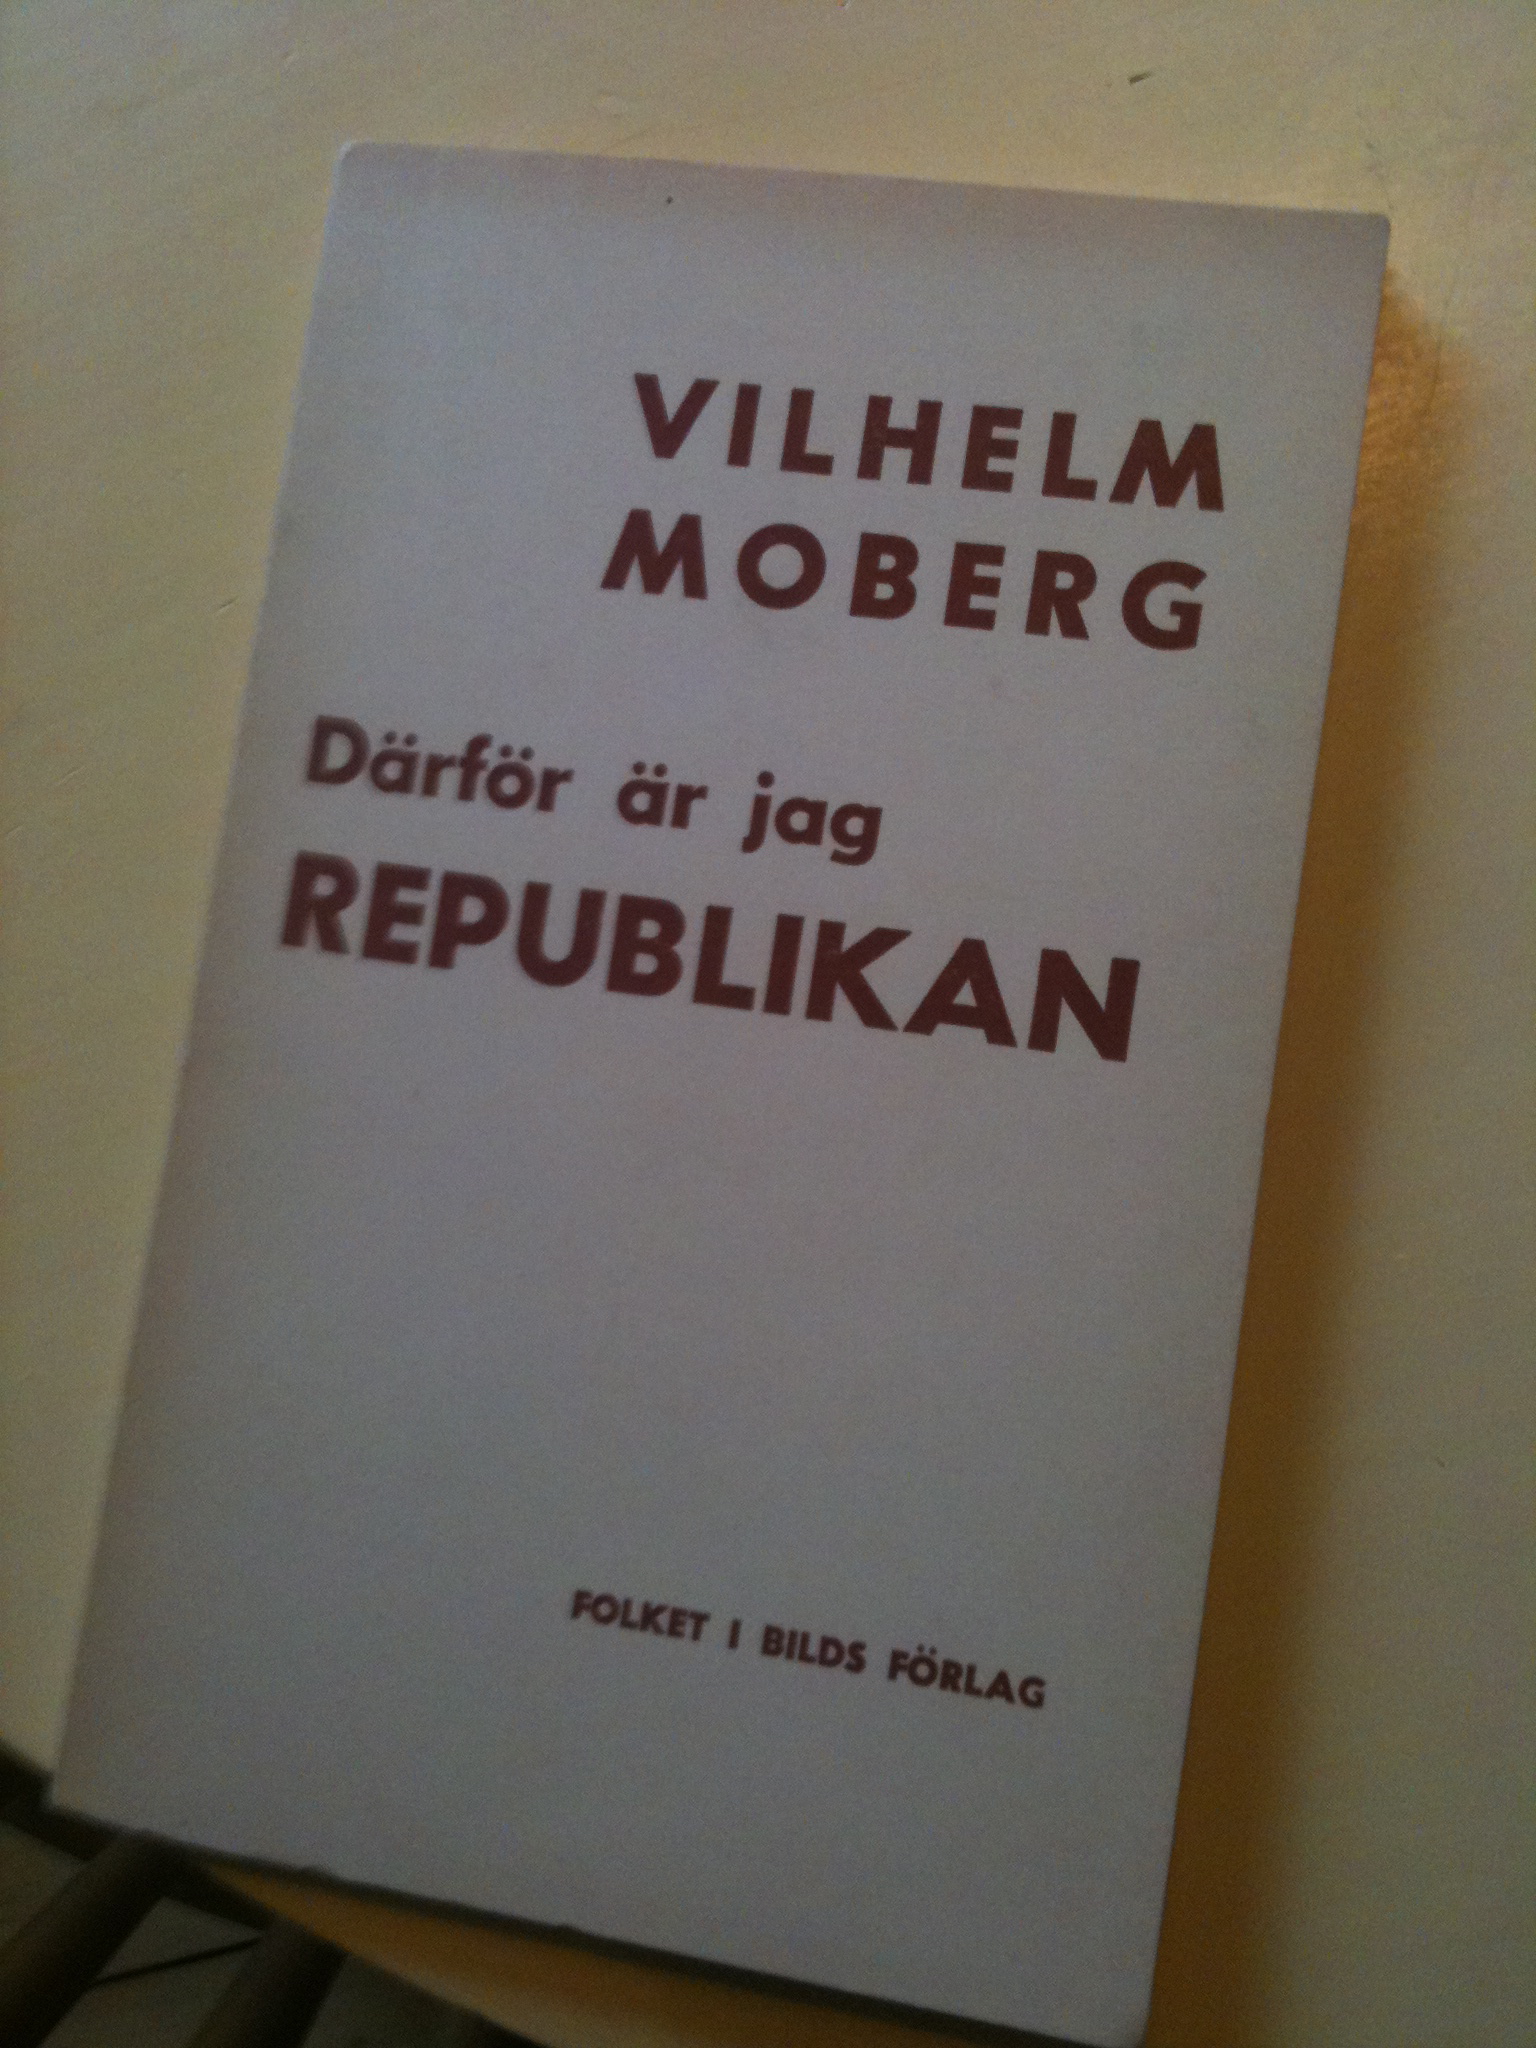 VILHELM
MOBERG
Därför är jag
REPUBLIKAN
FOLKET I BILDS FÖRLAG